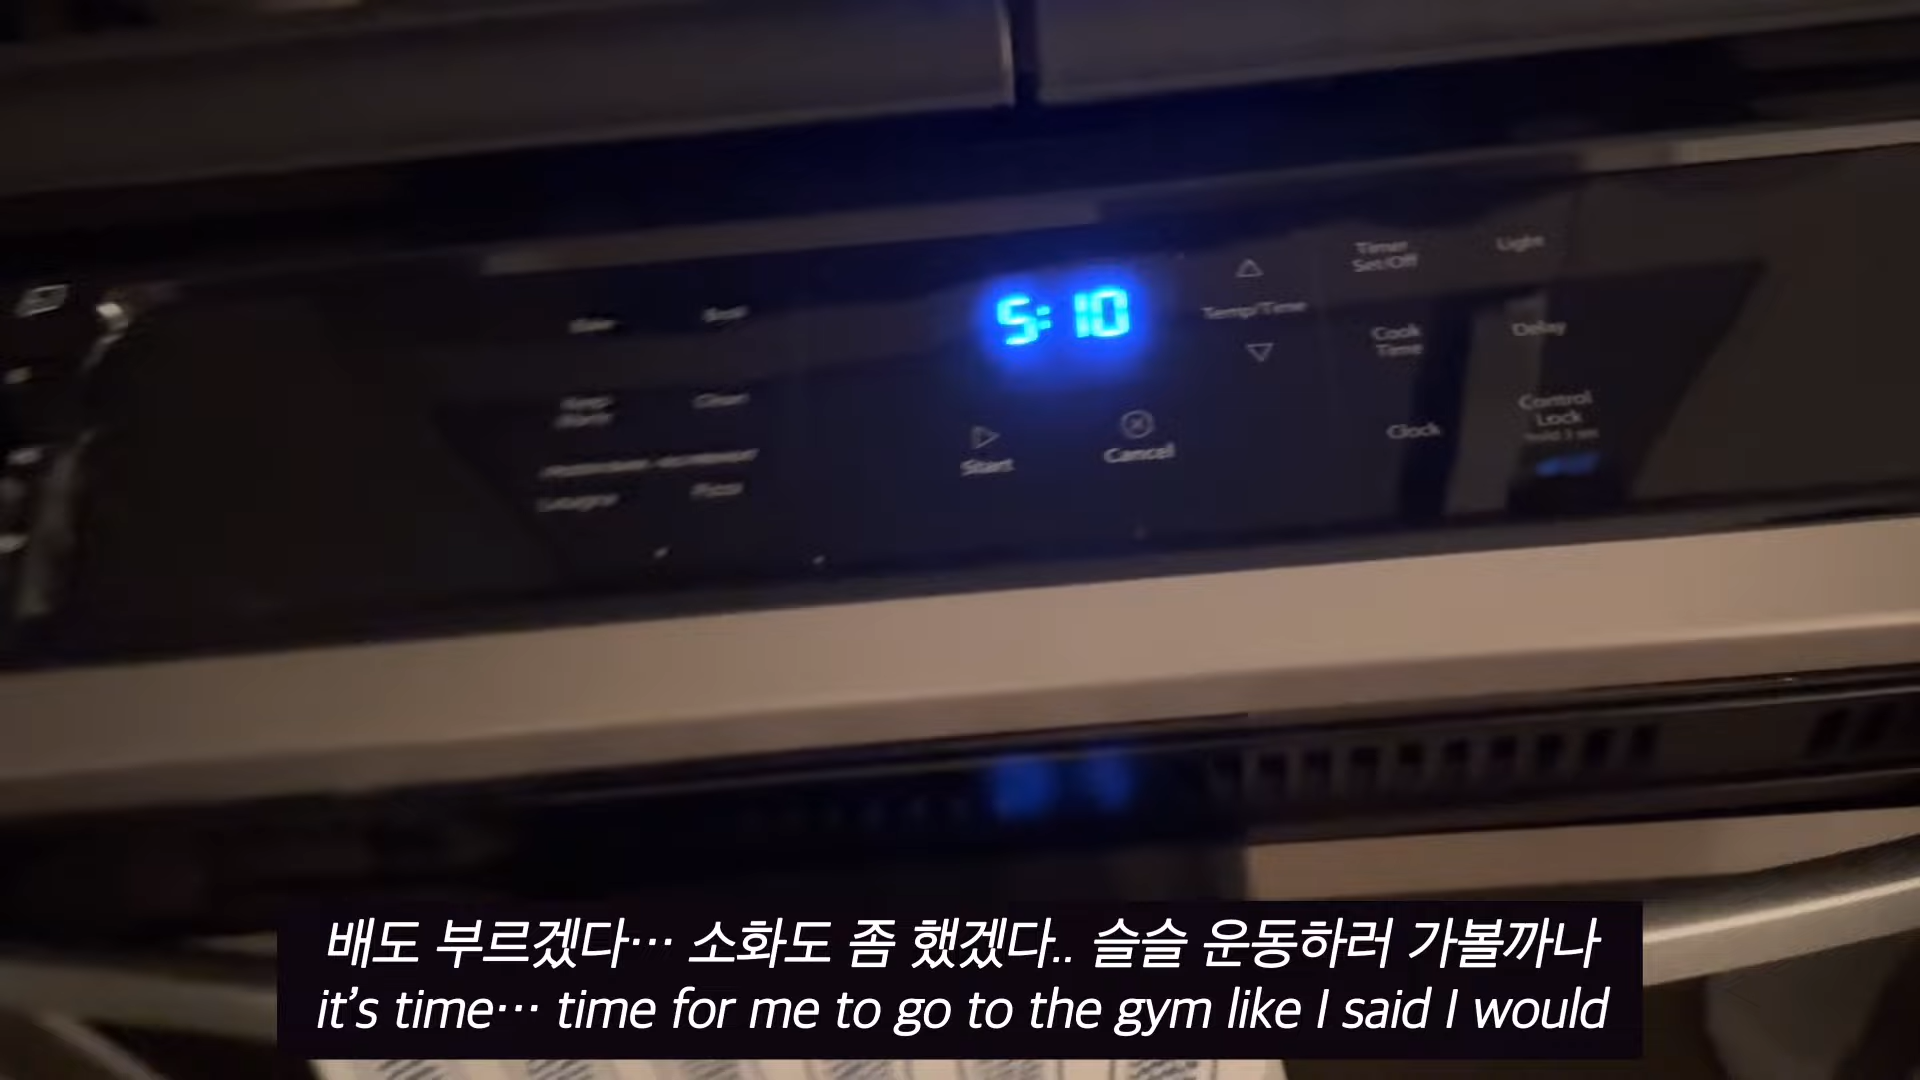 5:10
Temp/Time
Timer
Set/Off
Light
Cook
Time
Delay
Start
Cancel
Clock
Control
Lock
배도 부르겠다… 소화도 좀 했겠다.. 슬슬 운동하러 가볼까나
it’s time… time for me to go to the gym like I said I would